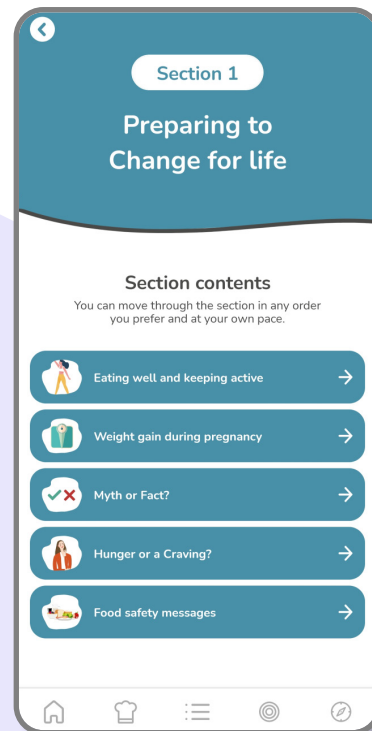 Section 1
Preparing to
Change for life
Section contents
You can move through the section in any order
you prefer and at your own pace.
Eating well and keeping active
Weight gain during pregnancy
Myth or Fact?
Hunger or a Craving?
Food safety messages